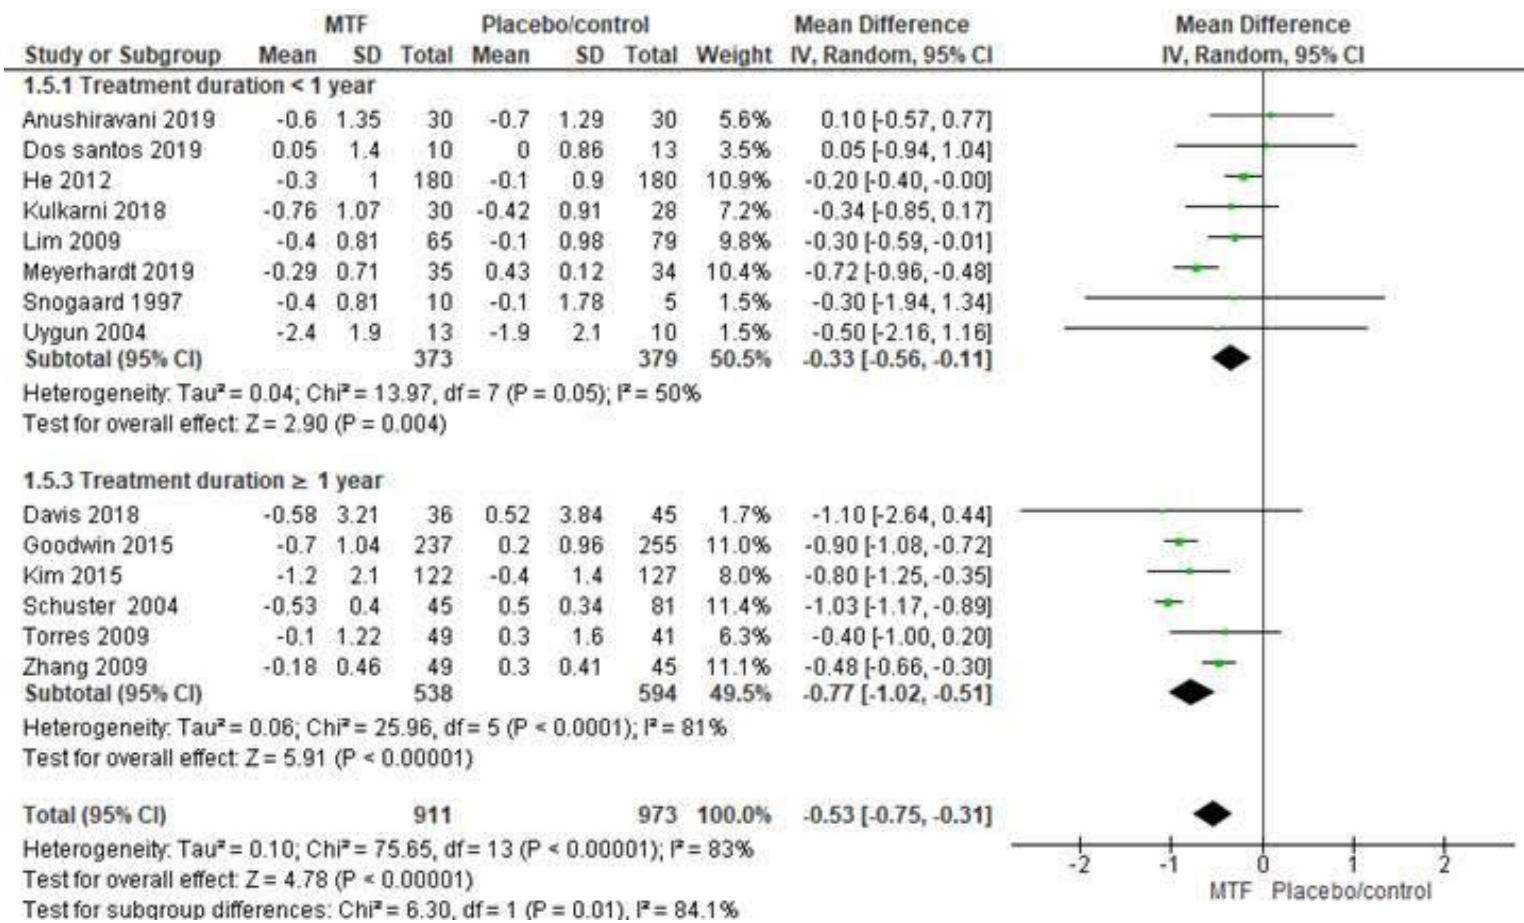 MTF Placebo/control Mean Difference Mean Difference
Study or Subgroup Mean SD Total Mean SD Total Weight IV, Random, 95% CI IV, Random, 95% CI
1.5.1 Treatment duration < 1 year
Anushiravani 2019 -0.6 1.35 30 -0.7 1.29 30 5.6% 0.10 [-0.57, 0.77]
Dos santos 2019 0.05 1.4 10 0 0.86 13 3.5% 0.05 [-0.94, 1.04]
He 2012 -0.3 1 180 -0.1 0.9 180 10.9% -0.20 [-0.40, -0.00]
Kulkarni 2018 -0.76 1.07 30 -0.42 0.91 28 7.2% -0.34 [-0.85, 0.17]
Lim 2009 -0.4 0.81 65 -0.1 0.98 79 9.8% -0.30 [-0.59, -0.01]
Meyerhardt 2019 -0.29 0.71 35 0.43 0.12 34 10.4% -0.72 [-0.96, -0.48]
Snogaard 1997 -0.4 0.81 10 -0.1 1.78 5 1.5% -0.30 [-1.94, 1.34]
Uygun 2004 -2.4 1.9 13 -1.9 2.1 10 1.5% -0.50 [-2.16, 1.16]
Subtotal (95% CI) 373 379 50.5% -0.33 [-0.56, -0.11]
Heterogeneity: Tau² = 0.04; Chi² = 13.97, df = 7 (P = 0.05); I² = 50%
Test for overall effect: Z = 2.90 (P = 0.004)
1.5.3 Treatment duration ≥ 1 year
Davis 2018 -0.58 3.21 36 0.52 3.84 45 1.7% -1.10 [-2.64, 0.44]
Goodwin 2015 -0.7 1.04 237 0.2 0.96 255 11.0% -0.90 [-1.08, -0.72]
Kim 2015 -1.2 2.1 122 -0.4 1.4 127 8.0% -0.80 [-1.25, -0.35]
Schuster 2004 -0.53 0.4 45 0.5 0.34 81 11.4% -1.03 [-1.17, -0.89]
Torres 2009 -0.1 1.22 49 0.3 1.6 41 6.3% -0.40 [-1.00, 0.20]
Zhang 2009 -0.18 0.46 49 0.3 0.41 45 11.1% -0.48 [-0.66, -0.30]
Subtotal (95% CI) 538 594 49.5% -0.77 [-1.02, -0.51]
Heterogeneity: Tau² = 0.06; Chi² = 25.96, df = 5 (P < 0.0001); I² = 81%
Test for overall effect: Z = 5.91 (P < 0.00001)
Total (95% CI) 911 973 100.0% -0.53 [-0.75, -0.31]
Heterogeneity: Tau² = 0.10; Chi² = 75.65, df = 13 (P < 0.00001); I² = 83%
Test for overall effect: Z = 4.78 (P < 0.00001)
Test for subgroup differences: Chi² = 6.30, df = 1 (P = 0.01), I² = 84.1%
-2 -1 0 1 2
MTF Placebo/control